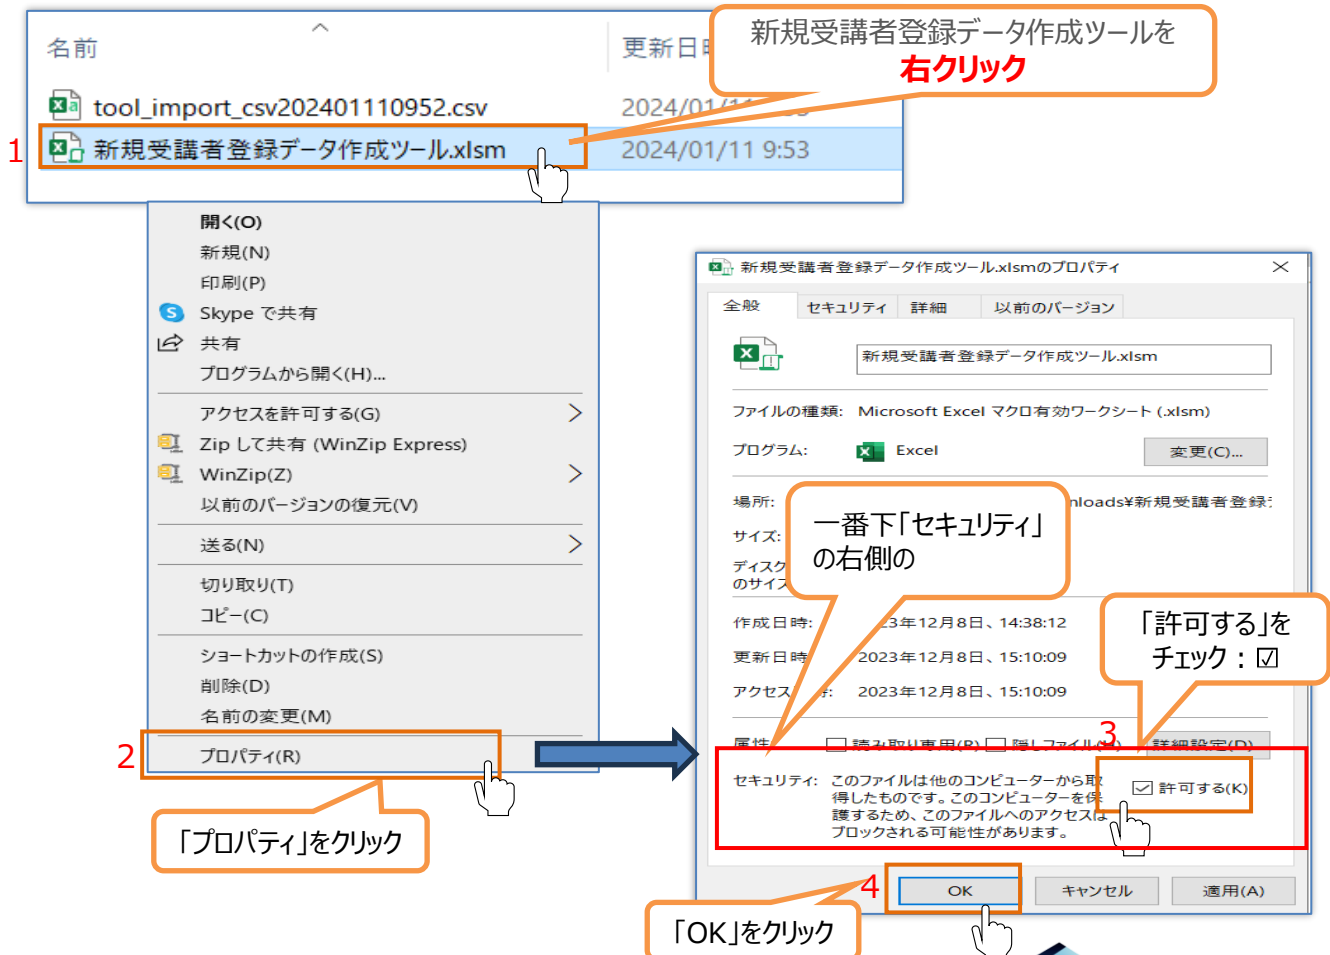 名前
更新日
新規受講者登録データ作成ツールを
右クリック
tool_import_csv202401110952.csv
2024/01/11
1
新規受講者登録データ作成ツール.xlsm
2024/01/11 9:53
開く(O)
新規(N)
印刷(P)
Skype で共有
共有
プログラムから開く(H)...
アクセスを許可する(G)
Zip して共有 (WinZip Express)
WinZip(Z)
以前のバージョンの復元(V)
送る(N)
切り取り(T)
コピー(C)
ショートカットの作成(S)
削除(D)
名前の変更(M)
2
プロパティ(R)
「プロパティ」をクリック
新規受講者登録データ作成ツール.xlsmのプロパティ
全般 セキュリティ 詳細 以前のバージョン
新規受講者登録データ作成ツール.xlsm
ファイルの種類: Microsoft Excel マクロ有効ワークシート (.xlsm)
プログラム: Excel 変更(C)...
場所: nloads¥新規受講者登録
サイズ:
ディスク
のサイズ
一番下「セキュリティ」
の右側の
作成日時: 23年12月8日、14:38:12
更新日時 2023年12月8日、15:10:09
アクセス 2023年12月8日、15:10:09
「許可する」を
チェック：☑
3
属性 読み取り専用(R) 隠しファイル 詳細設定(D)
セキュリティ: このファイルは他のコンピューターから取
得したものです。このコンピューターを保
護するため、このファイルへのアクセスは
ブロックされる可能性があります。
許可する(K)
4
OK キャンセル 適用(A)
「OK」をクリック